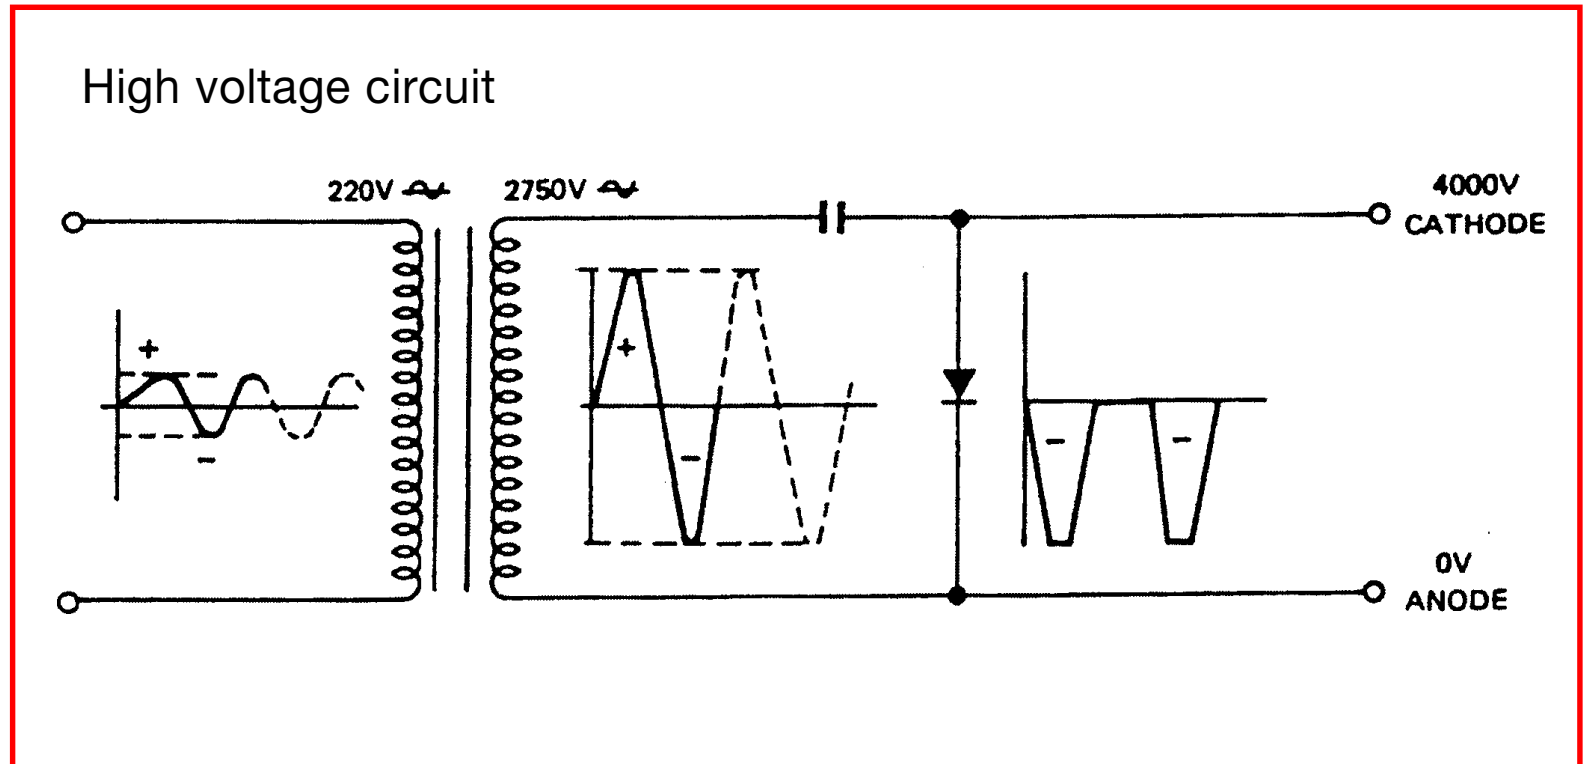 High voltage circuit
220V 2750V
4000V
CATHODE
+
−
+
−
−
−
0V
ANODE